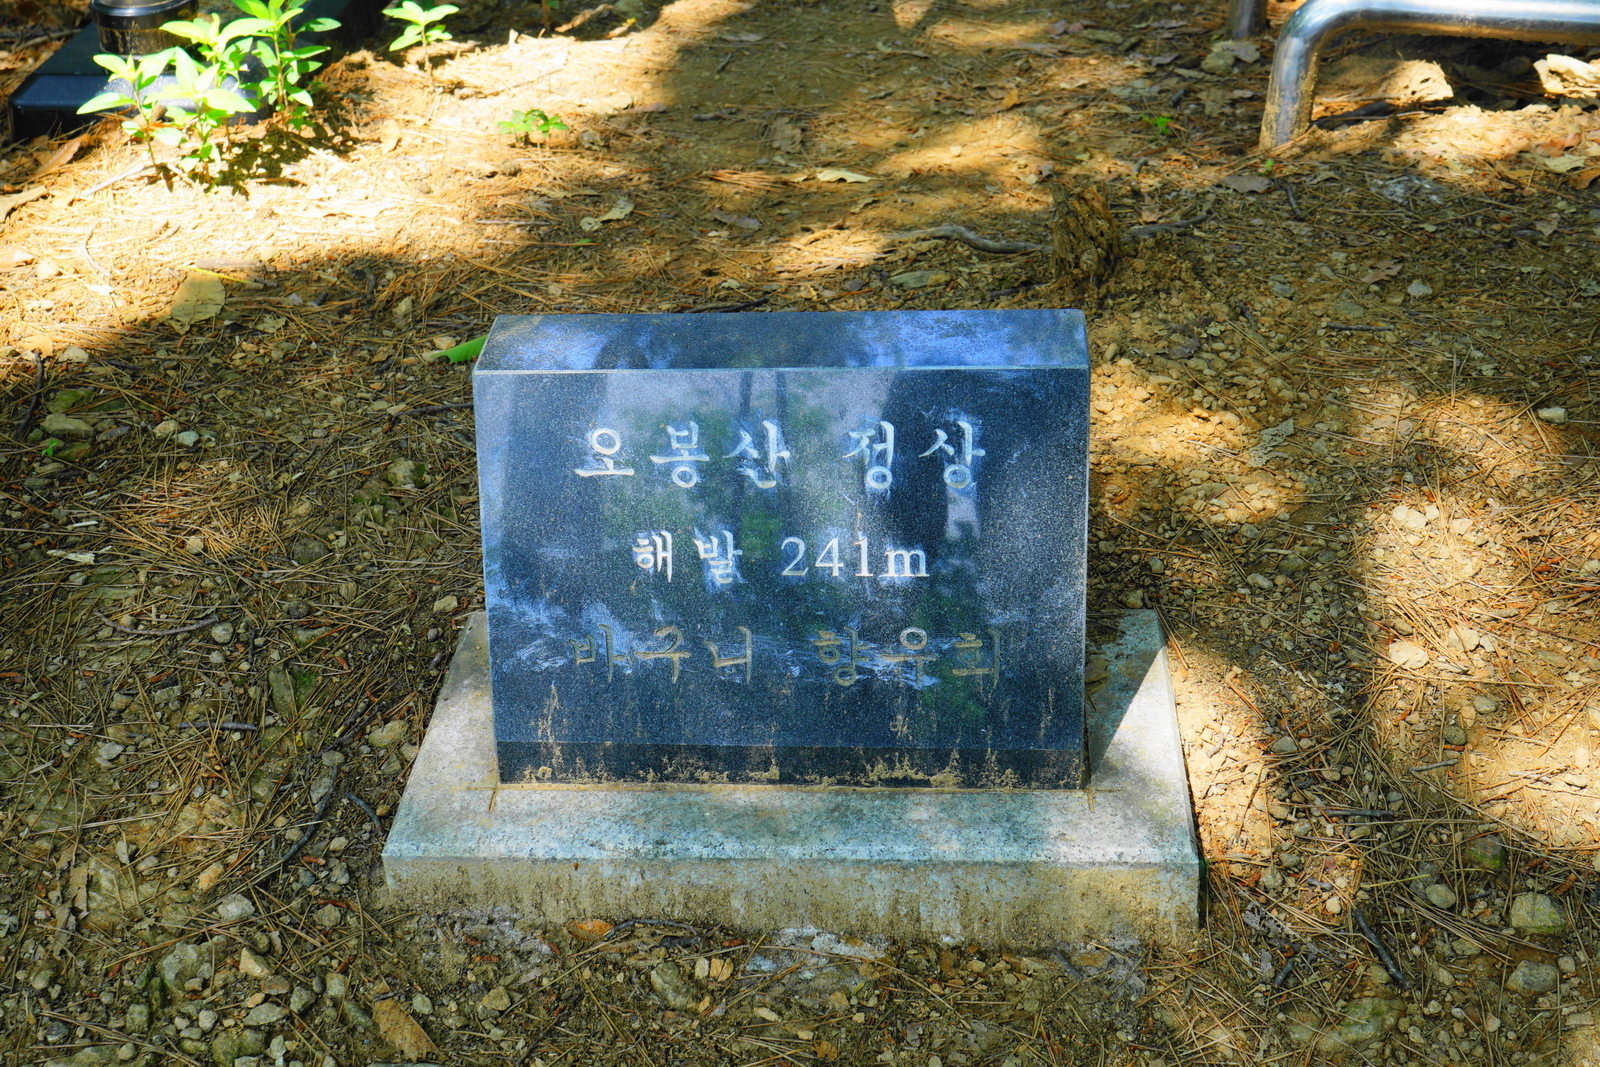 오봉산 정상
해발 241m
바구니 향우회